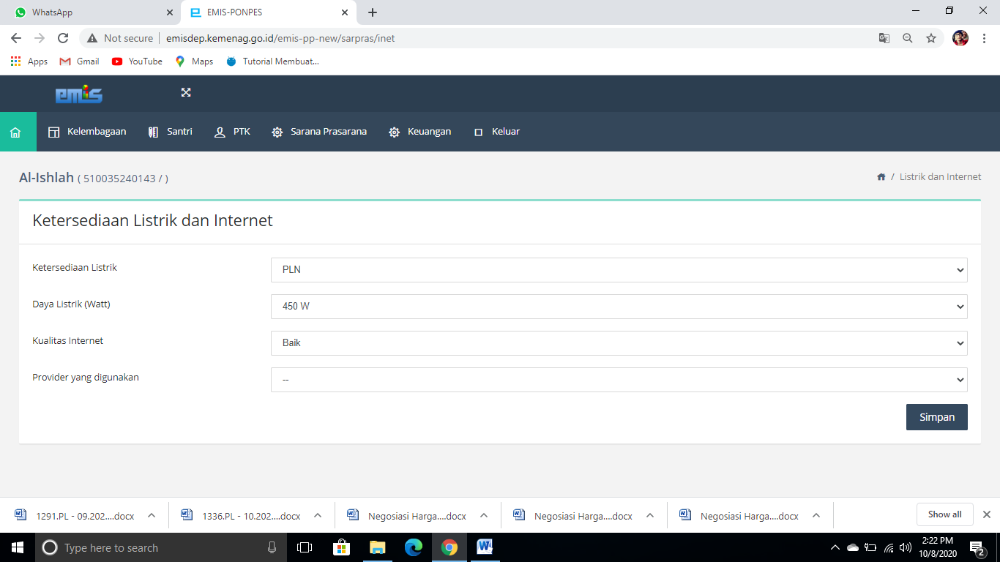 WhatsApp
EMIS-PONPES
Not secure
emisdep.kemenag.go.id/emis-pp-new/sarpras/inet
Apps
Gmail
YouTube
Maps
Tutorial Membuat...
emis
Kelembagaan
Santri
PTK
Sarana Prasarana
Keuangan
Keluar
Al-Ishlah ( 510035240143 / )
/ Listrik dan Internet
Ketersediaan Listrik dan Internet
Ketersediaan Listrik
PLN
Daya Listrik (Watt)
450 W
Kualitas Internet
Baik
Provider yang digunakan
--
Simpan
1291.PL - 09.202....docx
1336.PL - 10.202....docx
Negosiasi Harga....docx
Negosiasi Harga....docx
Negosiasi Harga....docx
Show all
Type here to search
2:22 PM
10/8/2020
2